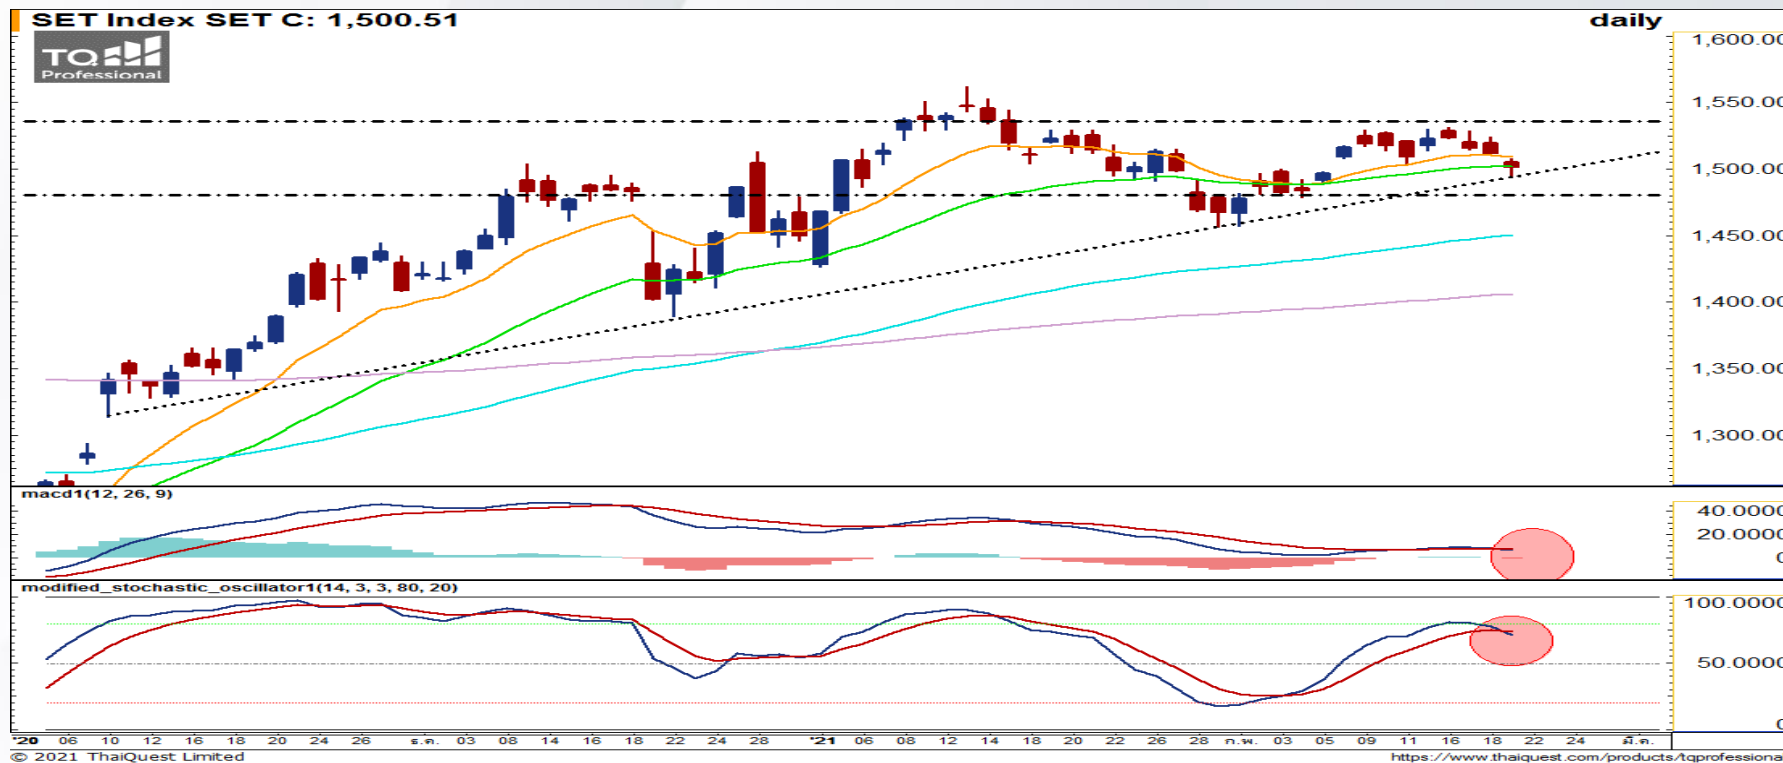 SET Index SET C: 1,500.51
daily
TQ
Professional
1,600.00
1,550.00
1,500.00
1,450.00
1,400.00
1,350.00
1,300.00
macd1(12, 26, 9)
40.0000
20.0000
0
modified_stochastic_oscillator1(14, 3, 3, 80, 20)
100.0000
50.0000
0
'20 06 10 12 16 18 20 24 26 30 ธ.ค. 03 08 14 16 18 22 24 28 '21 06 08 12 14 18 20 22 26 28 ก.พ. 03 05 09 11 16 18 22 24 มี.ค.
© 2021 ThaiQuest Limited
https://www.thaiquest.com/products/tqprofessiona